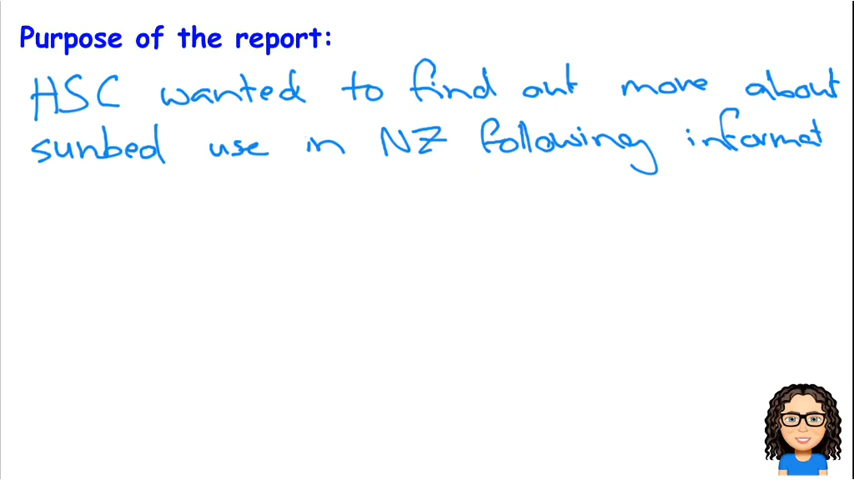 Purpose of the report:
HSC wanted to find out more about
sunbed use in NZ following informat